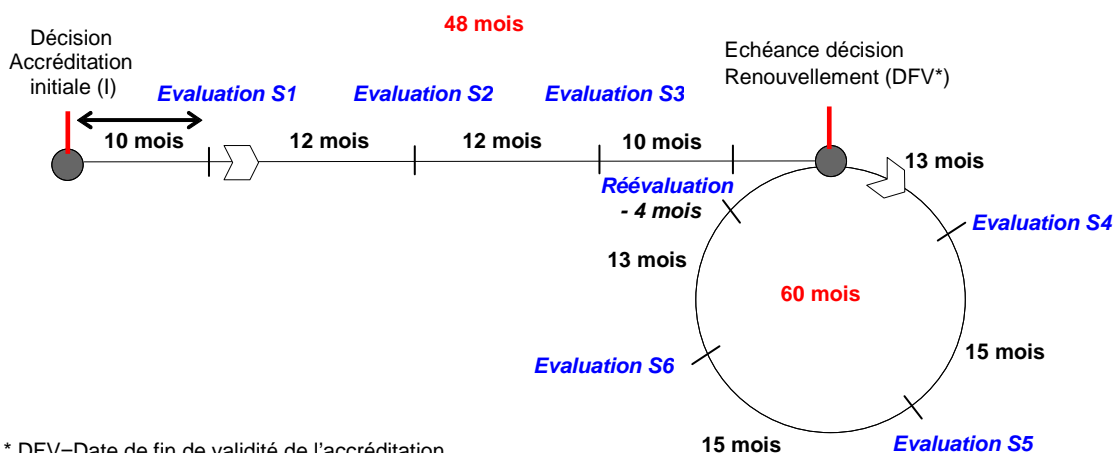 48 mois
Décision
Accréditation
initiale (I)
Echéance décision
Renouvellement (DFV*)
Evaluation S1
Evaluation S2
Evaluation S3
10 mois
12 mois
12 mois
10 mois
13 mois
Réévaluation
- 4 mois
Evaluation S4
13 mois
60 mois
15 mois
Evaluation S6
15 mois
Evaluation S5
* DFV=Date de fin de validité de l'accréditation